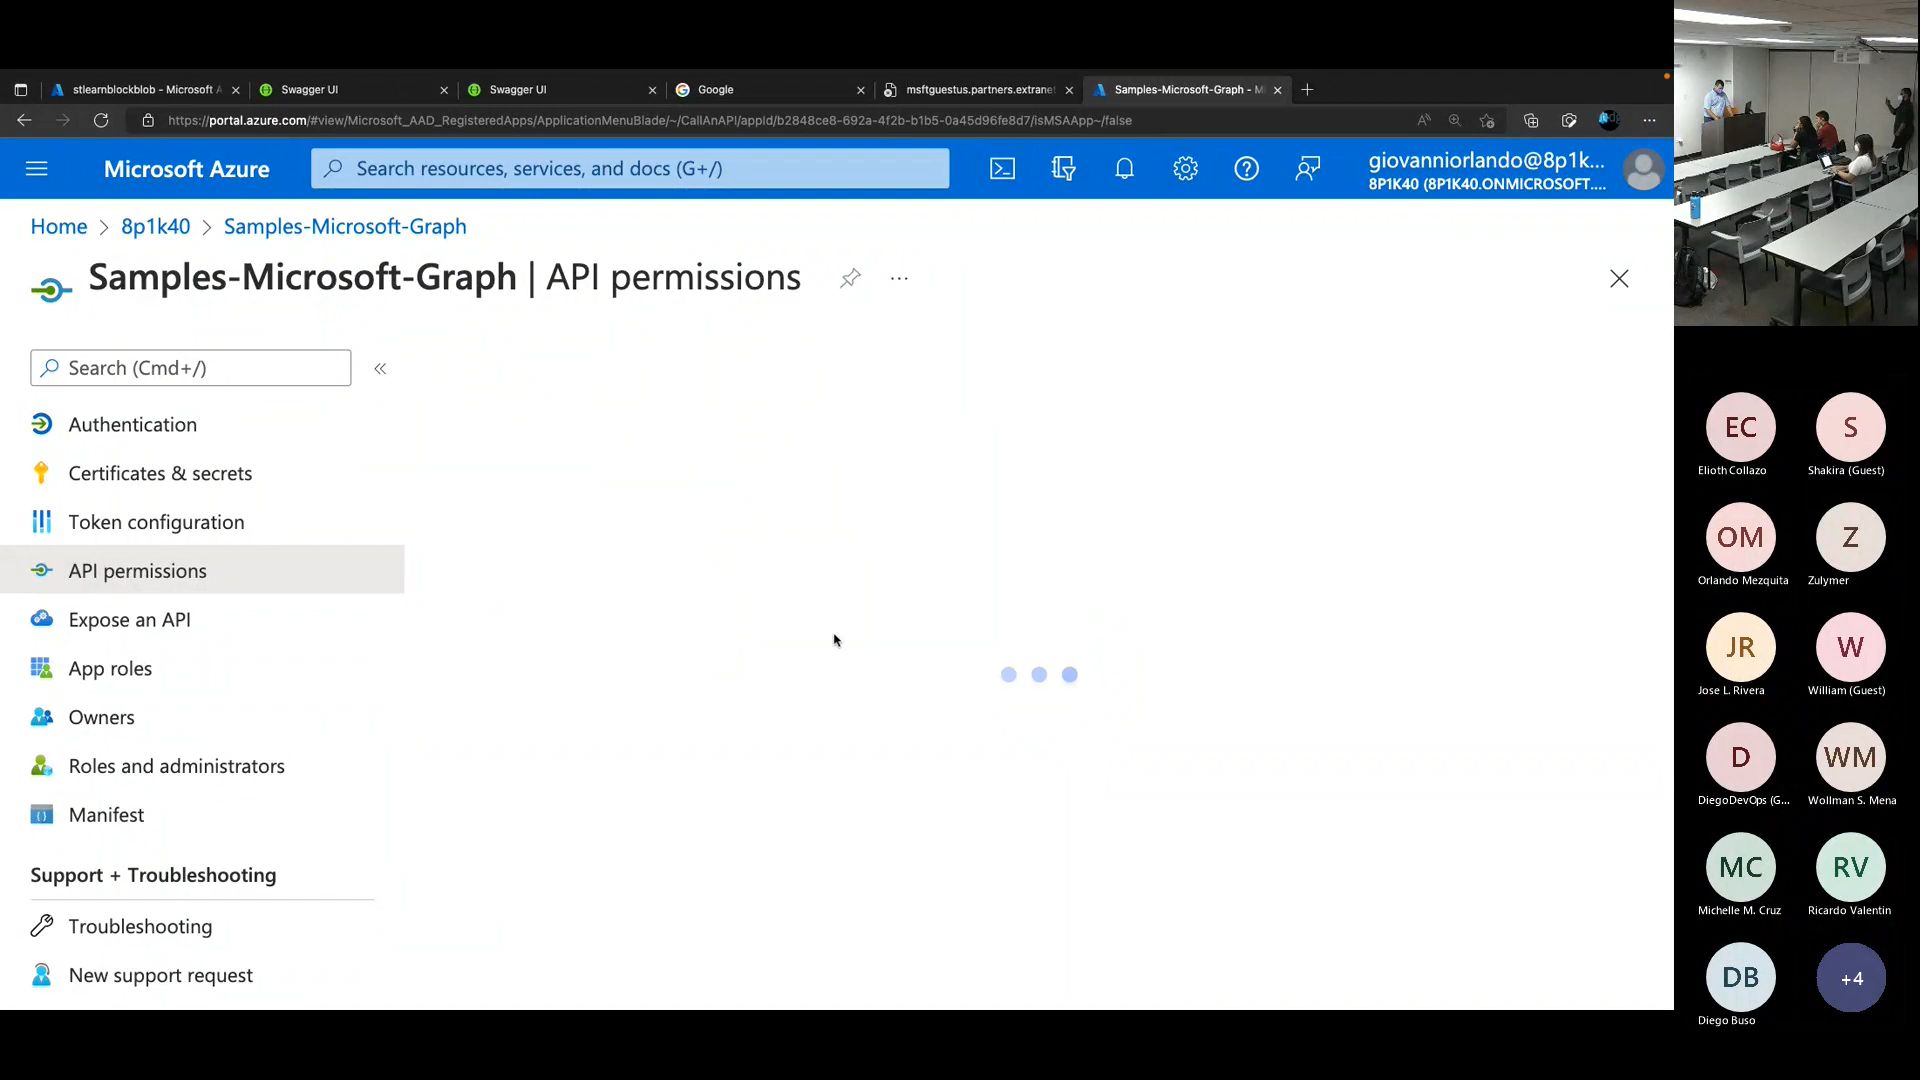 stlearnblockblob - Microsoft A
Swagger UI
Swagger UI
Google
msftguestus.partners.extranet
Samples-Microsoft-Graph - M
https://portal.azure.com/#view/Microsoft_AAD_RegisteredApps/ApplicationMenuBlade/~/CallAnAPI/appId/b2848ce8-692a-4f2b-b1b5-0a45d96fe8d7/isMSAApp~/false
Microsoft Azure
Search resources, services, and docs (G+/)
giovanniorlando@8p1k...
8P1K40 (8P1K40.ONMICROSOFT....
Home > 8p1k40 > Samples-Microsoft-Graph
Samples-Microsoft-Graph | API permissions
Search (Cmd+/)
Authentication
Certificates & secrets
Token configuration
API permissions
Expose an API
App roles
Owners
Roles and administrators
Manifest
Support + Troubleshooting
Troubleshooting
New support request
EC
Elioth Collazo
S
Shakira (Guest)
OM
Orlando Mezquita
Z
Zulymer
JR
Jose L. Rivera
W
William (Guest)
D
DiegoDevOps (G...
WM
Wollman S. Mena
MC
Michelle M. Cruz
RV
Ricardo Valentin
DB
Diego Buso
+4